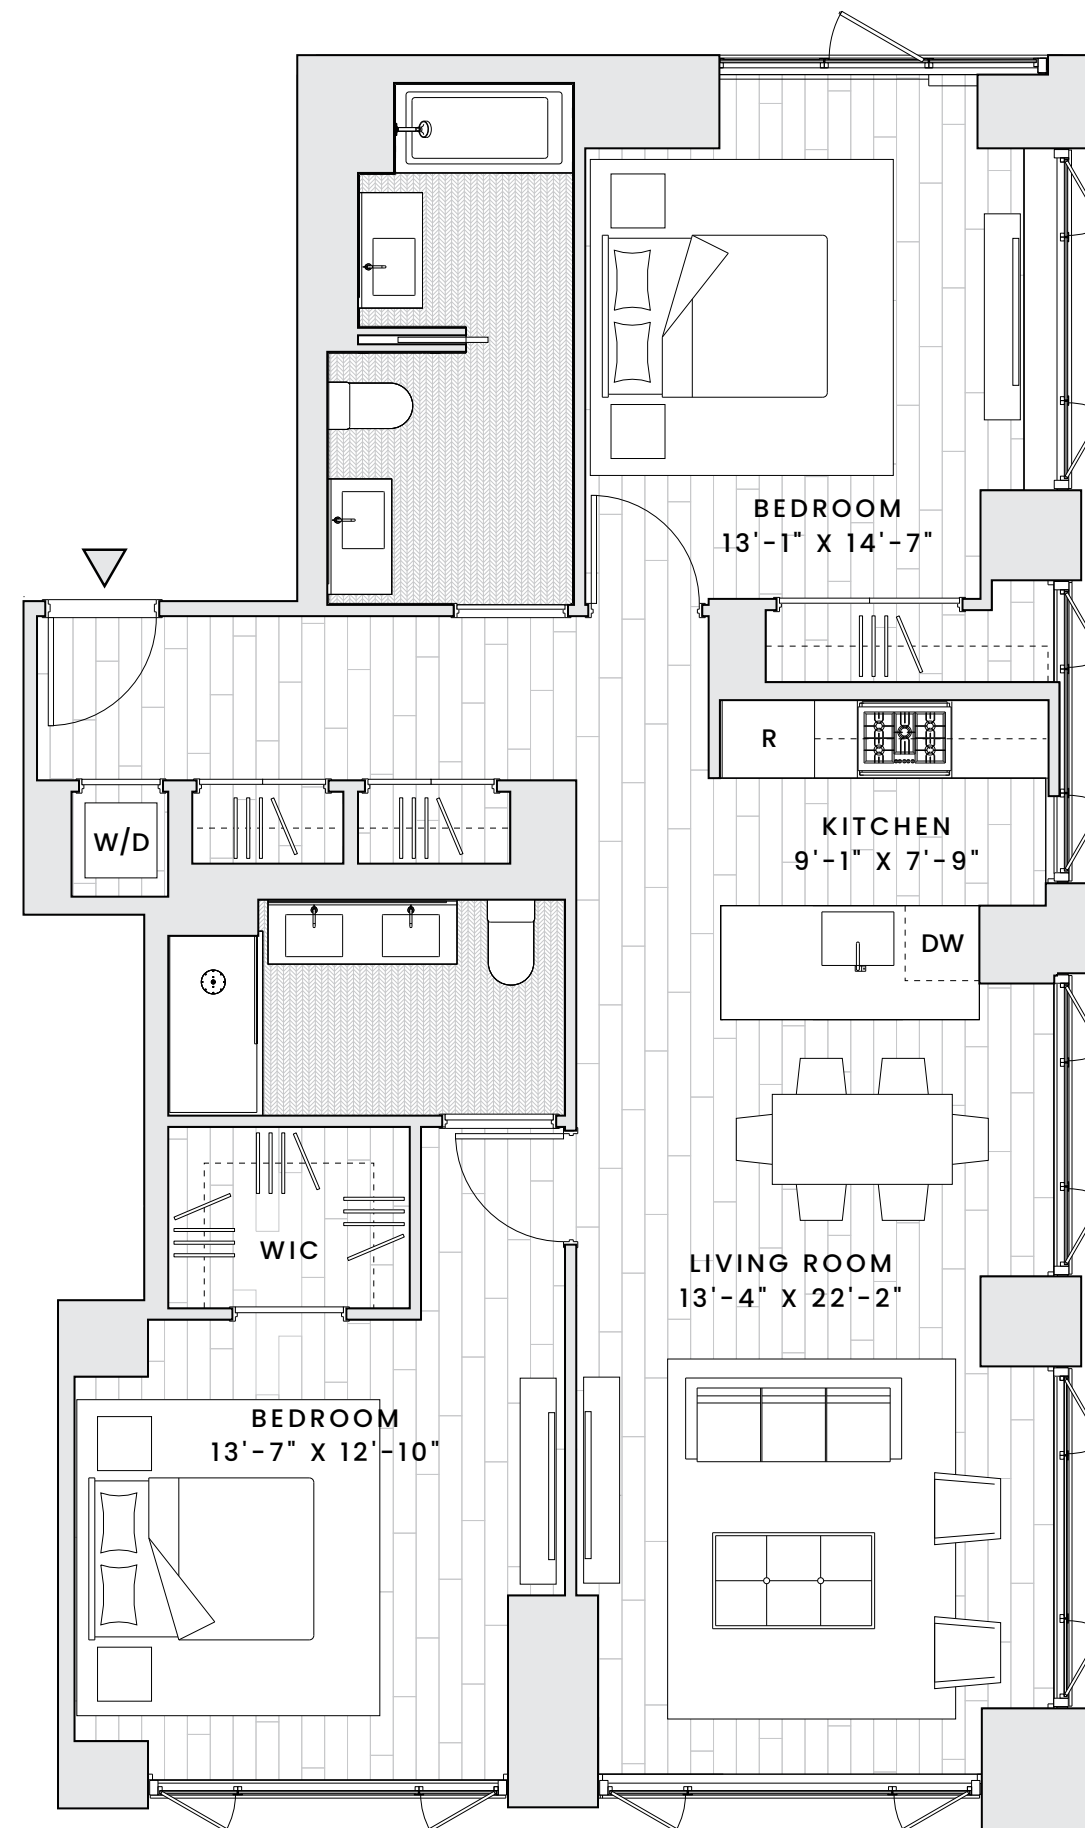 BEDROOM
13'-1" X 14'-7"
R
W/D
KITCHEN
9'-1" X 7'-9"
DW
WIC
LIVING ROOM
13'-4" X 22'-2"
BEDROOM
13'-7" X 12'-10"